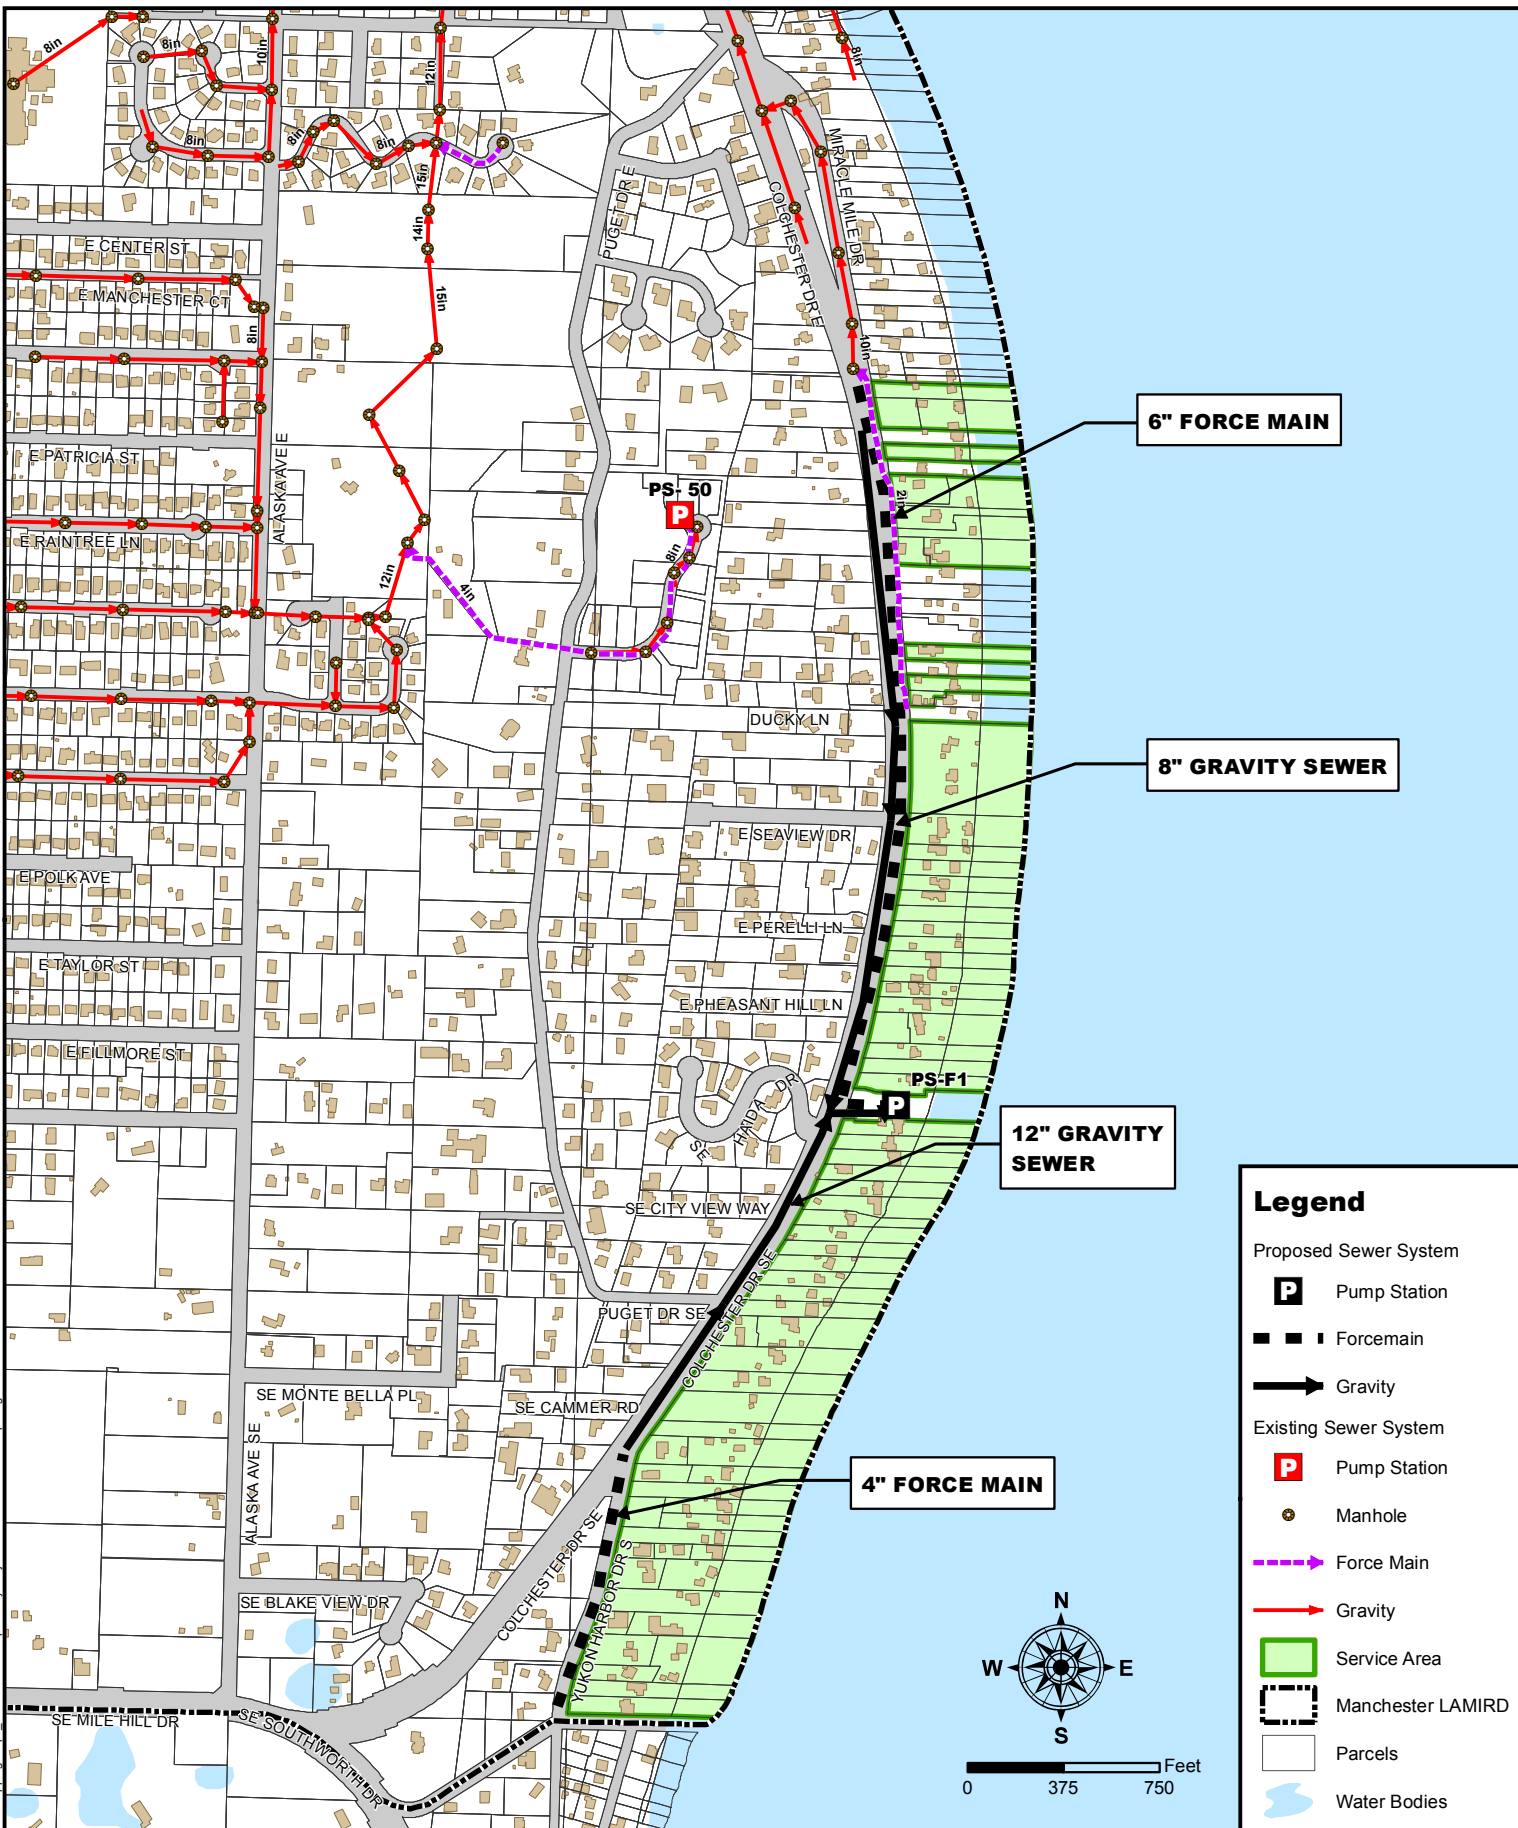 8in
8in
10in
12in
8in
8in
8in
8in
15in
14in
15in
MIRACLE MILE DR
PUGET DR E
COLCHESTER DR E
E CENTER ST
E MANCHESTER CT
8in
10in
6" FORCE MAIN
E PATRICIA ST
ALASKA AVE E
PS- 50
P
2in
E RAINTREE LN
8in
12in
4in
DUCKY LN
8" GRAVITY SEWER
E SEAVIEW DR
E POLK AVE
E PERELLI LN
E TAYLOR ST
E PHEASANT HILL LN
E FILLMORE ST
PS-F1
P
SE HAIDA DR
12" GRAVITY
SEWER
SE CITY VIEW WAY
COLCHESTER DR SE
PUGET DR SE
SE MONTE BELLA PL
SE CAMMER RD
ALASKA AVE SE
4" FORCE MAIN
COLCHESTER DR SE
YUKON HARBOR DR S
SE BLAKE VIEW DR
SE MILE HILL DR
SE SOUTHWORTH DR
N
W
E
S
Feet
0
375
750
Legend
Proposed Sewer System
P
Pump Station
Forcemain
Gravity
Existing Sewer System
P
Pump Station
Manhole
Force Main
Gravity
Service Area
Manchester LAMIRD
Parcels
Water Bodies